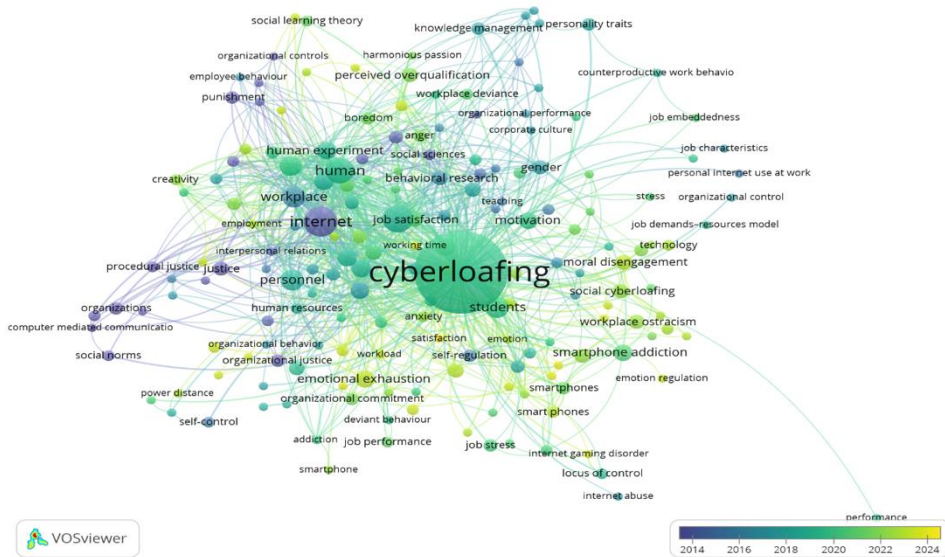 social learning theory
knowledge management
personality traits
organizational controls
harmonious passion
employee behaviour
perceived overqualification
counterproductive work behavio
punishment
workplace deviance
organizational performance
boredom
job embeddedness
corporate culture
anger
human experiment
social sciences
job characteristics
human
gender
behavioral research
personal internet use at work
creativity
workplace
teaching
stress
organizational control
internet
job satisfaction
motivation
employment
job demands–resources model
working time
technology
interpersonal relations
moral disengagement
procedural justice
justice
cyberloafing
personnel
social cyberloafing
organizations
human resources
students
anxiety
workplace ostracism
computer mediated communicatio
satisfaction
emotion
organizational behavior
social norms
workload
self-regulation
smartphone addiction
organizational justice
emotional exhaustion
emotion regulation
smartphones
power distance
organizational commitment
smart phones
self-control
deviant behaviour
addiction
job performance
job stress
internet gaming disorder
smartphone
locus of control
internet abuse
performance
VOSviewer
2014 2016 2018 2020 2022 2024